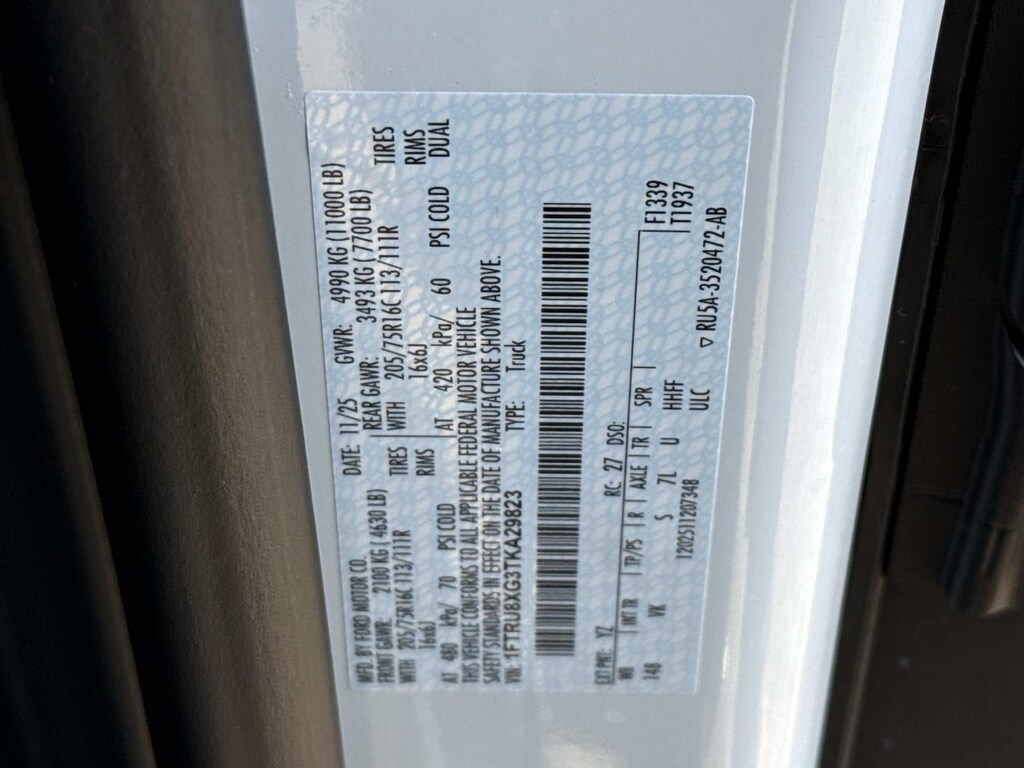 MFD. BY FORD MOTOR CO.
DATE: 11/25 GVWR: 4990 KG (11000 LB)
FRONT GAWR: 2100 KG (4630 LB) REAR GAWR: 3493 KG (7700 LB)
WITH 205/75R16C 113/111R TIRES WITH 205/75R16C113/111R TIRES
16x6J RIMS 16x6J RIMS
AT 480 kPa/ 70 PSI COLD AT 420 kPa/ 60 PSI COLD DUAL
THIS VEHICLE CONFORMS TO ALL APPLICABLE FEDERAL MOTOR VEHICLE
SAFETY STANDARDS IN EFFECT ON THE DATE OF MANUFACTURE SHOWN ABOVE.
VIN: 1FTRU8XG3TKA29823 TYPE: Truck
EXT PNT: YZ RC: 27 DSO: F1339
WB INT TR TP/PS R AXLE TR SPR T1937
148 VK S 7L U HHFF
1202511207348 ULC
▽ RU5A-3520472-AB